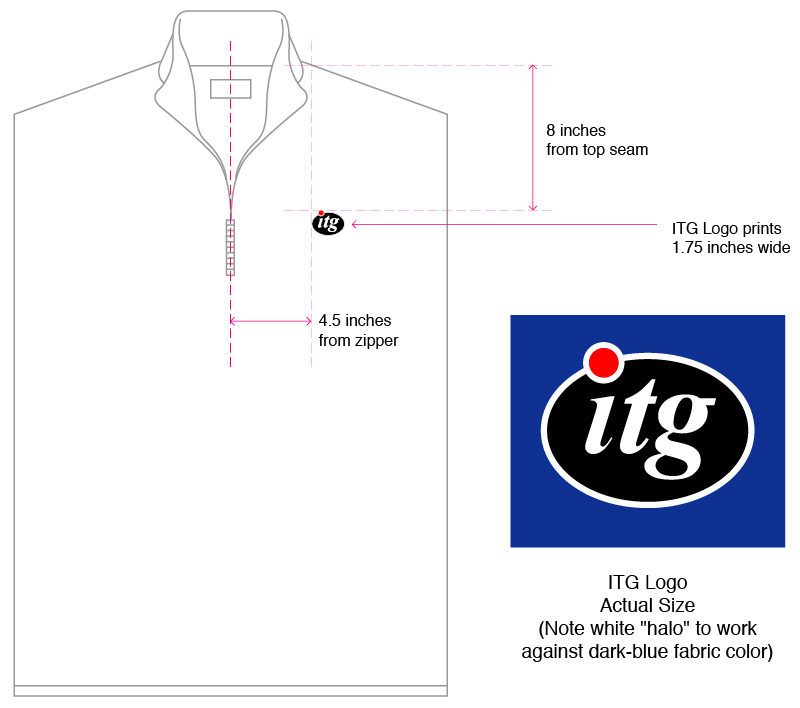 8 inches
from top seam
itg
ITG Logo prints
1.75 inches wide
4.5 inches
from zipper
itg
ITG Logo
Actual Size
(Note white "halo" to work
against dark-blue fabric color)